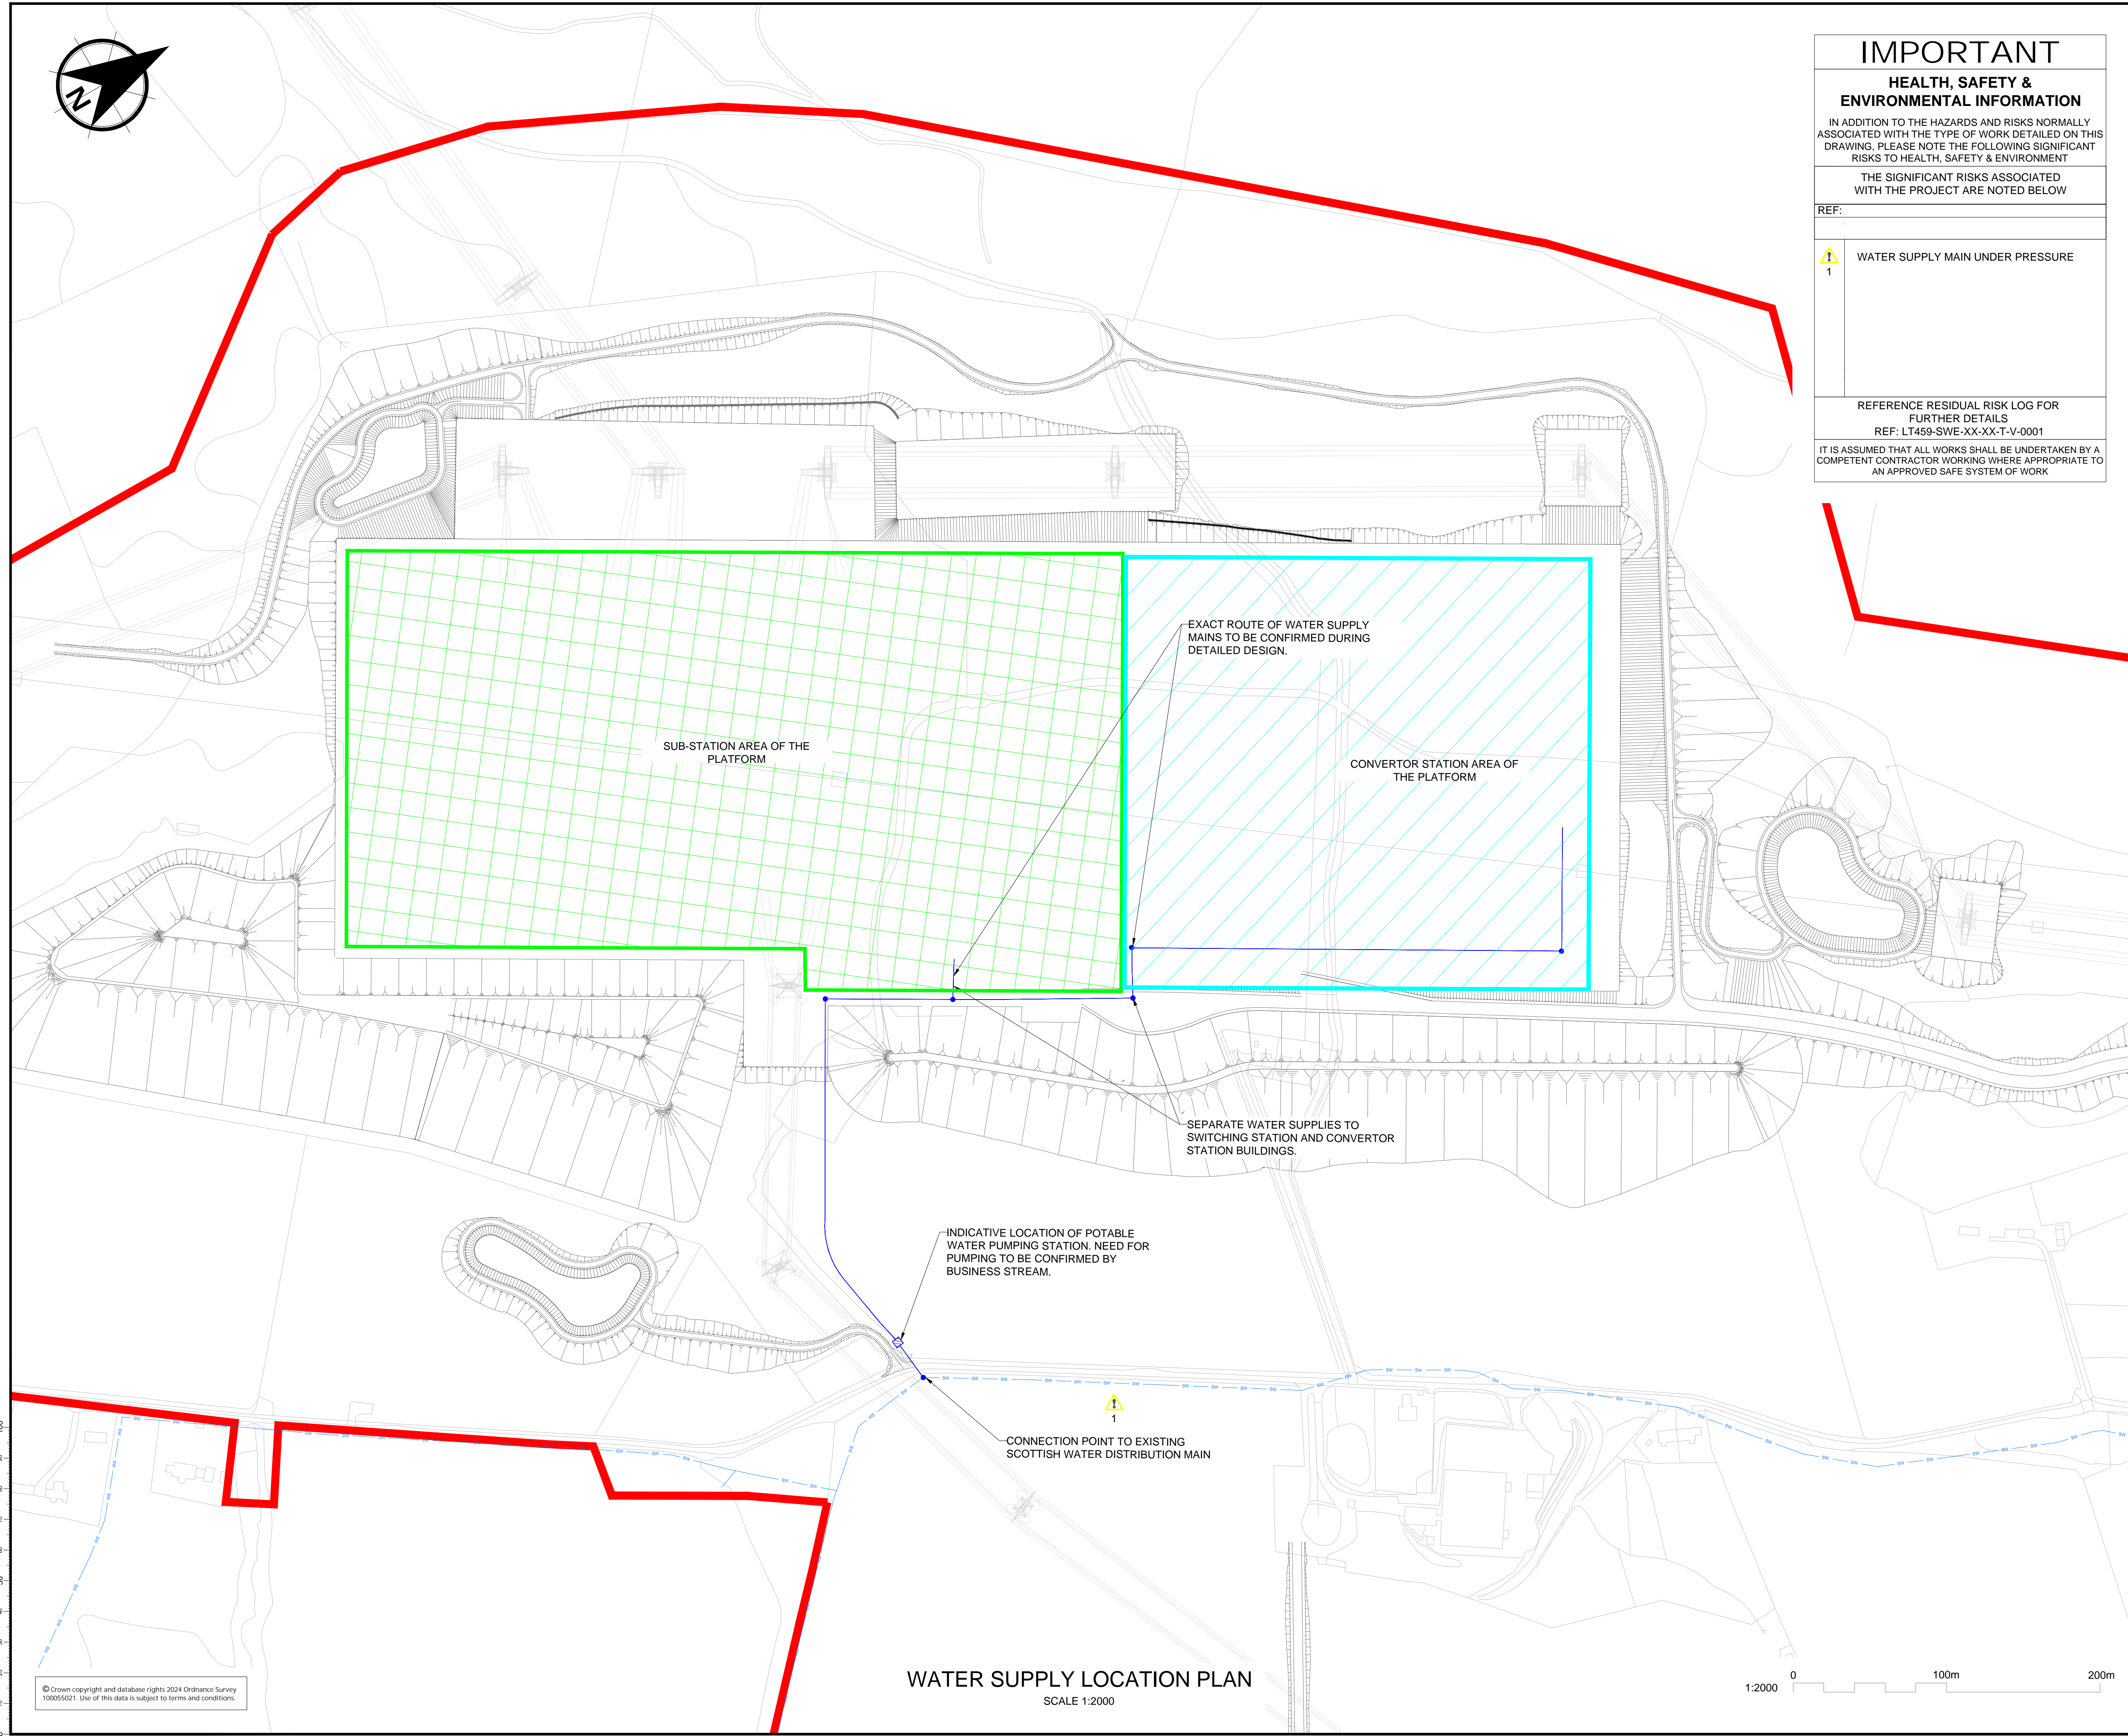 N
IMPORTANT
HEALTH, SAFETY &
ENVIRONMENTAL INFORMATION
IN ADDITION TO THE HAZARDS AND RISKS NORMALLY
ASSOCIATED WITH THE TYPE OF WORK DETAILED ON THIS
DRAWING, PLEASE NOTE THE FOLLOWING SIGNIFICANT
RISKS TO HEALTH, SAFETY & ENVIRONMENT
THE SIGNIFICANT RISKS ASSOCIATED
WITH THE PROJECT ARE NOTED BELOW
REF:
WATER SUPPLY MAIN UNDER PRESSURE
1
REFERENCE RESIDUAL RISK LOG FOR
FURTHER DETAILS
REF: LT459-SWE-XX-XX-T-V-0001
IT IS ASSUMED THAT ALL WORKS SHALL BE UNDERTAKEN BY A
COMPETENT CONTRACTOR WORKING WHERE APPROPRIATE TO
AN APPROVED SAFE SYSTEM OF WORK
EXACT ROUTE OF WATER SUPPLY
MAINS TO BE CONFIRMED DURING
DETAILED DESIGN.
SUB-STATION AREA OF THE
PLATFORM
CONVERTOR STATION AREA OF
THE PLATFORM
SEPARATE WATER SUPPLIES TO
SWITCHING STATION AND CONVERTOR
STATION BUILDINGS.
INDICATIVE LOCATION OF POTABLE
WATER PUMPING STATION. NEED FOR
PUMPING TO BE CONFIRMED BY
BUSINESS STREAM.
1
CONNECTION POINT TO EXISTING
SCOTTISH WATER DISTRIBUTION MAIN
WATER SUPPLY LOCATION PLAN
SCALE 1:2000
1:2000
0 100m 200m
© Crown copyright and database rights 2024 Ordnance Survey
100055021. Use of this data is subject to terms and conditions.